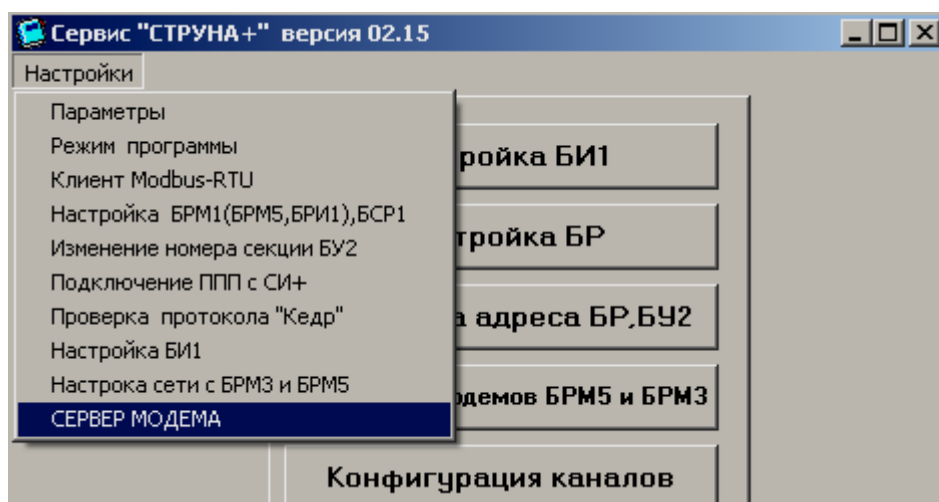 Сервис "СТРУНА+" версия 02.15
Настройки
Параметры
Режим программы
Клиент Modbus-RTU
Настройка БРМ1(БРМ5,БРИ1),БСР1
Изменение номера секции БУ2
Подключение ППП с СИ+
Проверка протокола "Кедр"
Настройка БИ1
Настрока сети с БРМ3 и БРМ5
СЕРВЕР МОДЕМА
ройка БИ1
тройка БР
а адреса БР,БУ2
одемов БРМ5 и БРМ3
Конфигурация каналов